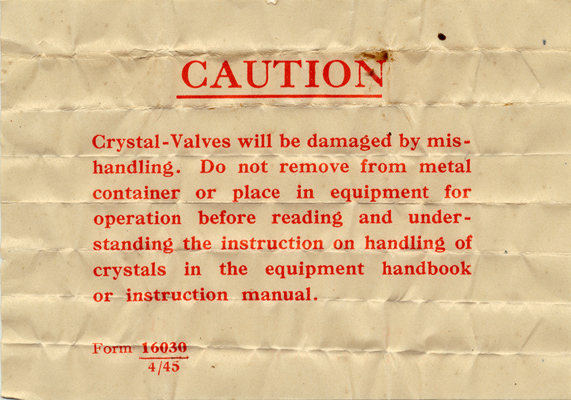 CAUTION
Crystal-Valves will be damaged by mis-
handling. Do not remove from metal
container or place in equipment for
operation before reading and under-
standing the instruction on handling of
crystals in the equipment handbook
or instruction manual.
Form 16030
4/45